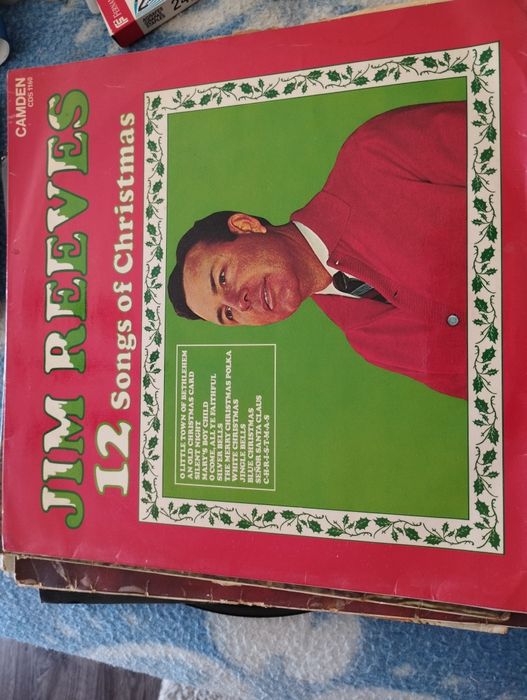 CAMDEN
CDS 1160
JIM REEVES
12 Songs of Christmas
O LITTLE TOWN OF BETHLEHEM
AN OLD CHRISTMAS CARD
SILENT NIGHT
MARY'S BOY CHILD
O COME, ALL YE FAITHFUL
SILVER BELLS
THE MERRY CHRISTMAS POLKA
WHITE CHRISTMAS
JINGLE BELLS
BLUE CHRISTMAS
SEÑOR SANTA CLAUS
C-H-R-I-S-T-M-A-S